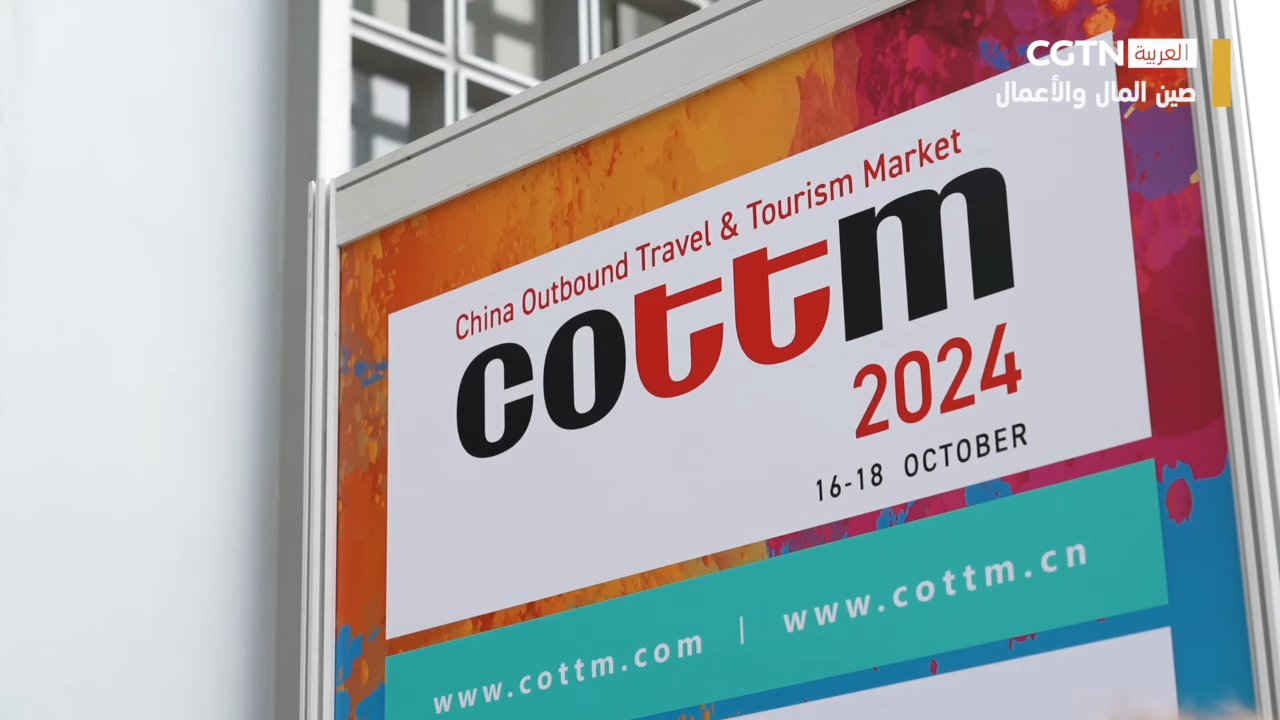 CGTN العربية
صين المال والأعمال
China Outbound Travel & Tourism Market
cottm
2024
16-18 OCTOBER
www.cottm.com | www.cottm.cn